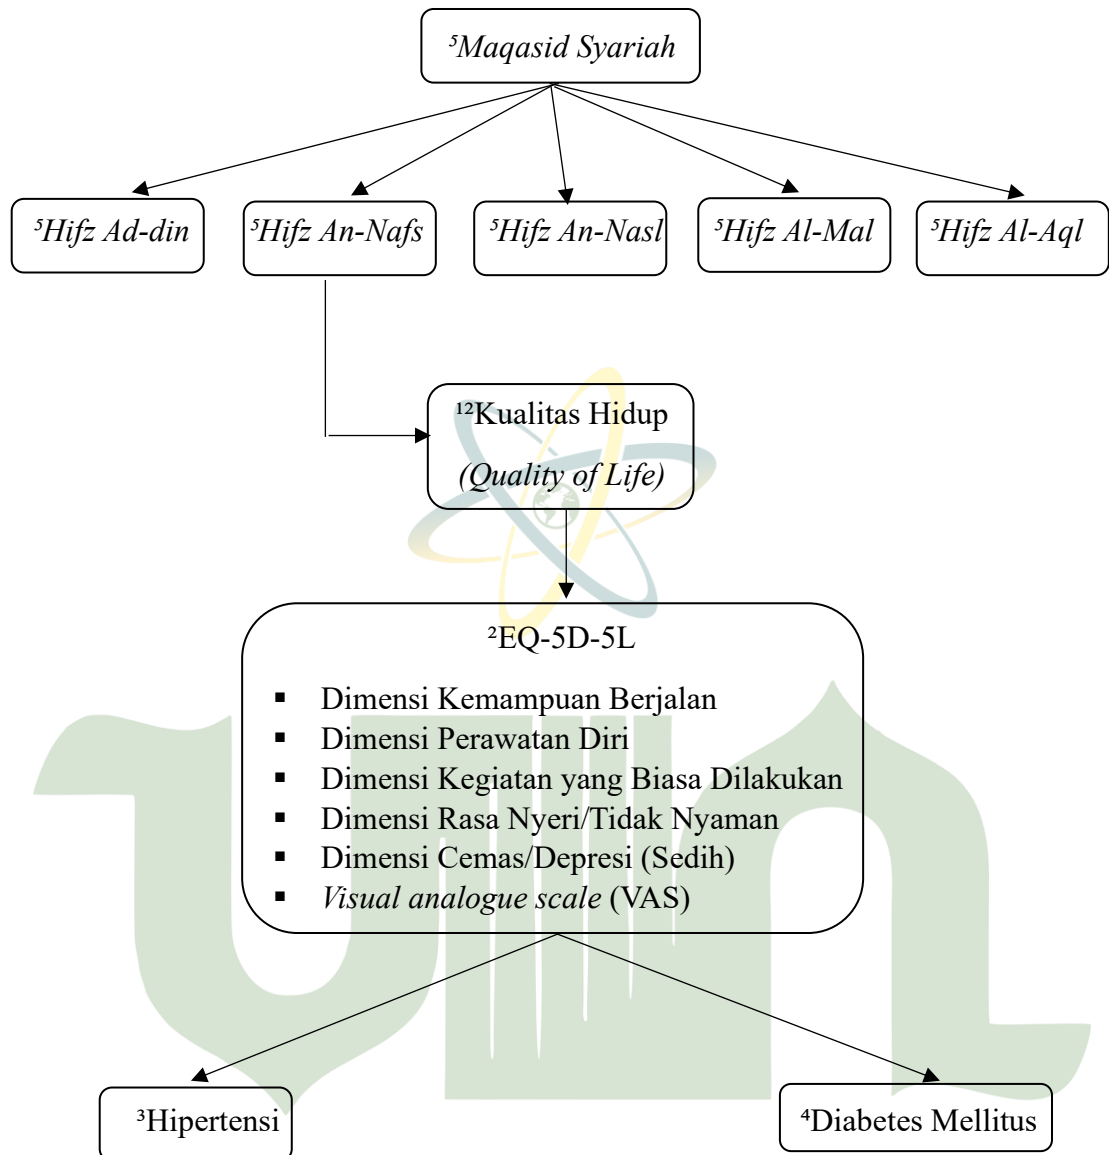 ⁵Maqasid Syariah
⁵Hifz Ad-din
⁵Hifz An-Nafs
⁵Hifz An-Nasl
⁵Hifz Al-Mal
⁵Hifz Al-Aql
¹²Kualitas Hidup
(Quality of Life)
²EQ-5D-5L
▪ Dimensi Kemampuan Berjalan
▪ Dimensi Perawatan Diri
▪ Dimensi Kegiatan yang Biasa Dilakukan
▪ Dimensi Rasa Nyeri/Tidak Nyaman
▪ Dimensi Cemas/Depresi (Sedih)
▪ Visual analogue scale (VAS)
³Hipertensi
⁴Diabetes Mellitus